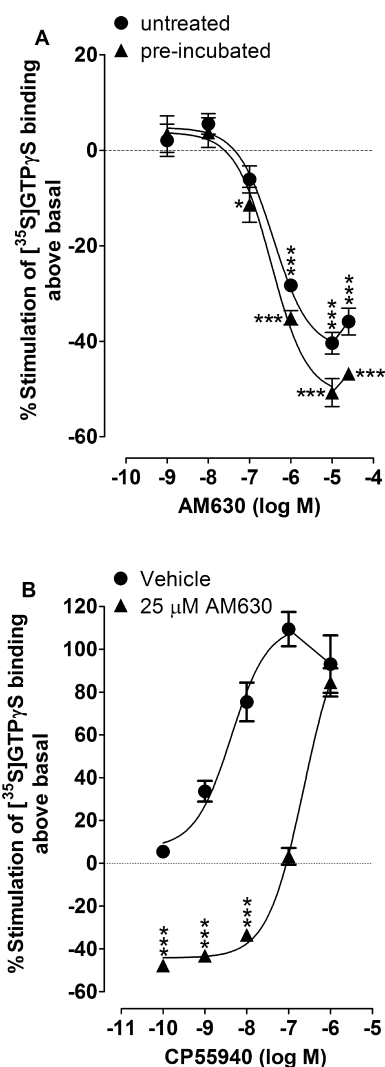 A
untreated
pre-incubated
% Stimulation of [³⁵S]GTPγS binding
above basal
20
0
-20
-40
-60
*
***
***
***
***
***
***
-10 -9 -8 -7 -6 -5 -4
AM630 (log M)
B
Vehicle
25 μM AM630
% Stimulation of [³⁵S]GTPγS binding
above basal
120
100
80
60
40
20
0
-20
-40
-60
***
***
***
-11 -10 -9 -8 -7 -6 -5
CP55940 (log M)